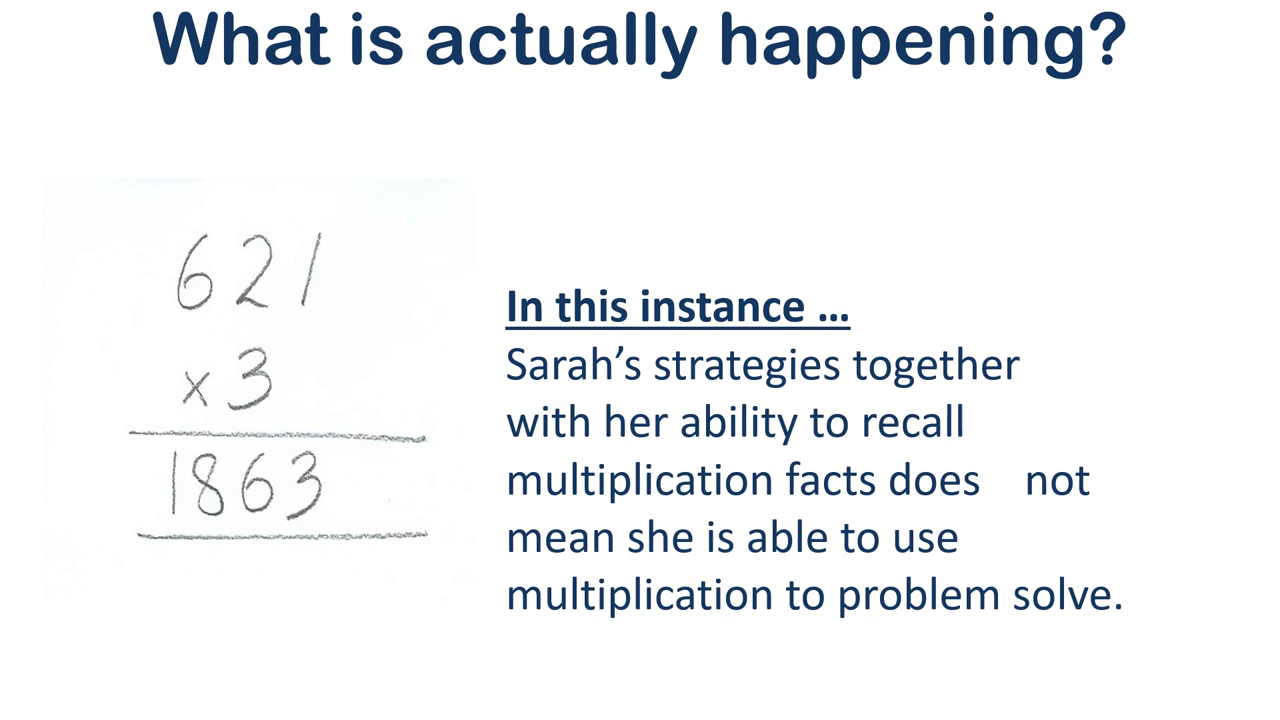 What is actually happening?
621
x 3
1863
In this instance …
Sarah’s strategies together
with her ability to recall
multiplication facts does not
mean she is able to use
multiplication to problem solve.